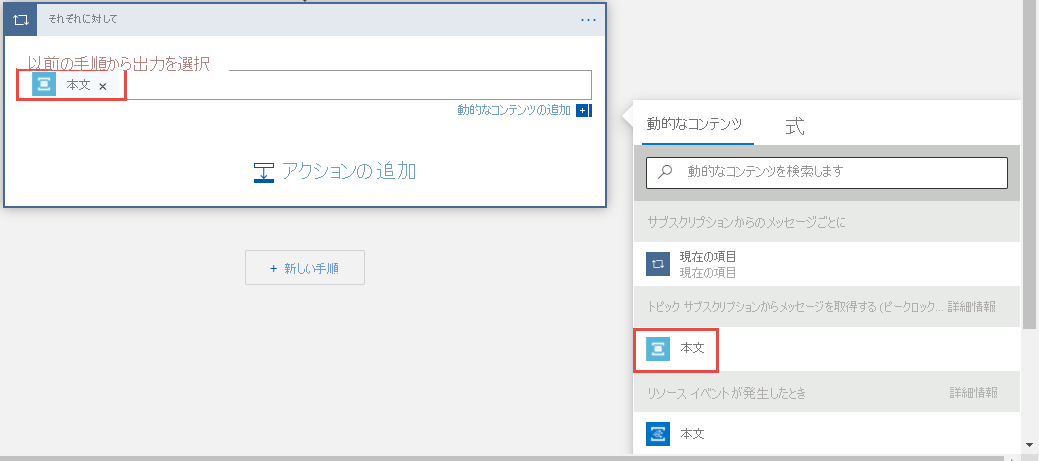 それぞれに対して
以前の手順から出力を選択
本文 ×
動的なコンテンツの追加
アクションの追加
+ 新しい手順
動的なコンテンツ 式
動的なコンテンツを検索します
サブスクリプションからのメッセージごとに
現在の項目
現在の項目
トピック サブスクリプションからメッセージを取得する (ピークロック... 詳細情報
本文
リソース イベントが発生したとき 詳細情報
本文